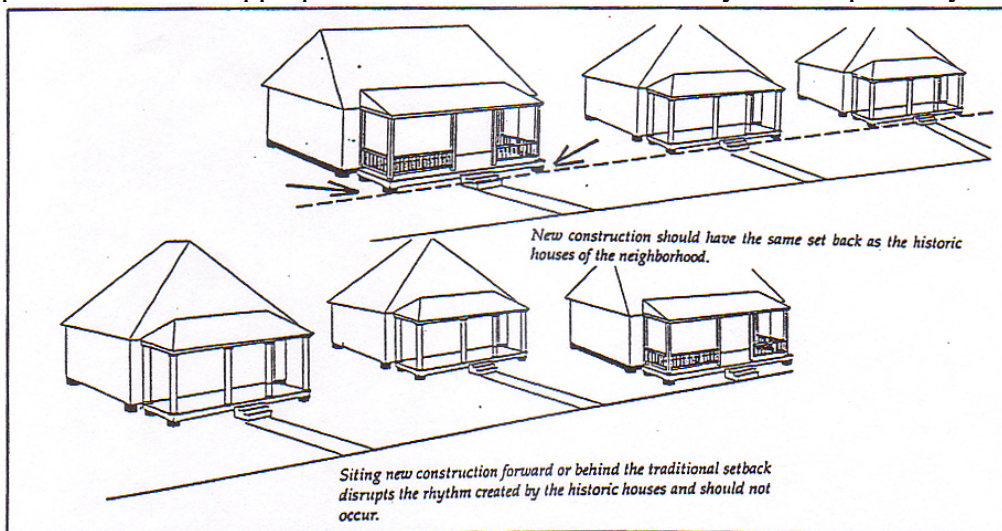 New construction should have the same set back as the historic
houses of the neighborhood.
Siting new construction forward or behind the traditional setback
disrupts the rhythm created by the historic houses and should not
occur.